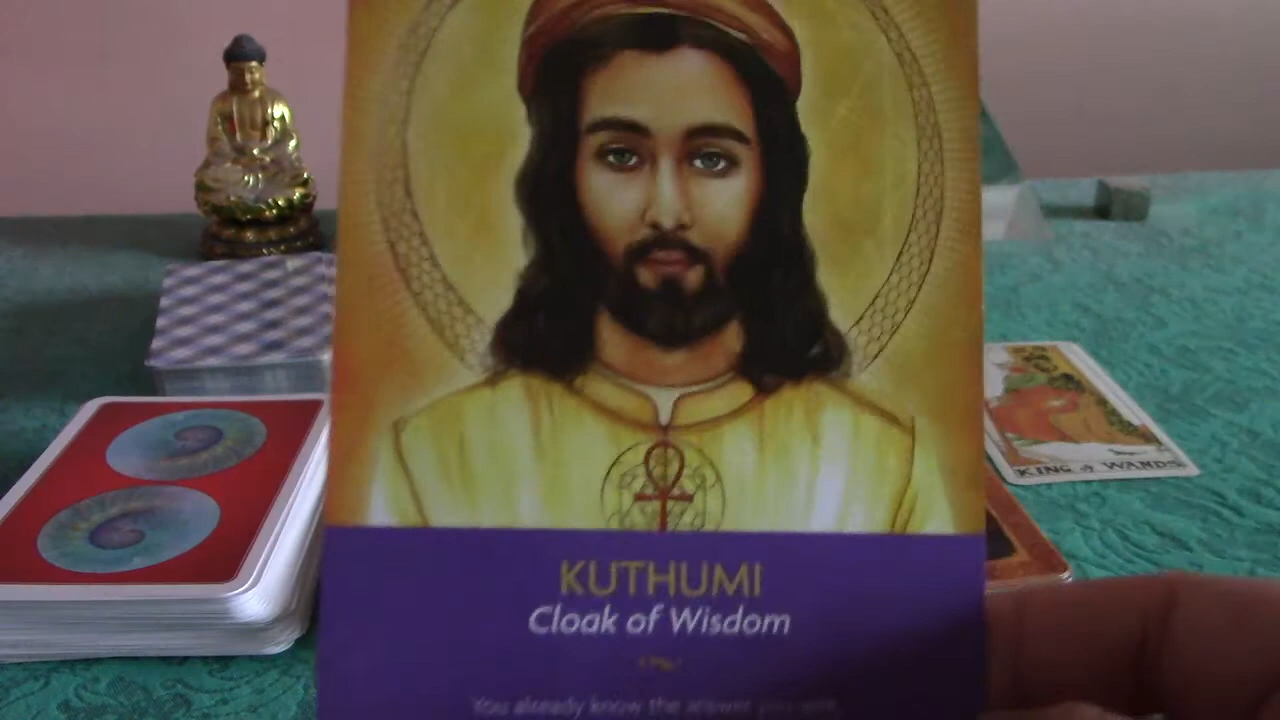 KUTHUMI
Cloak of Wisdom
You already know the answer you seek.
KING of WANDS